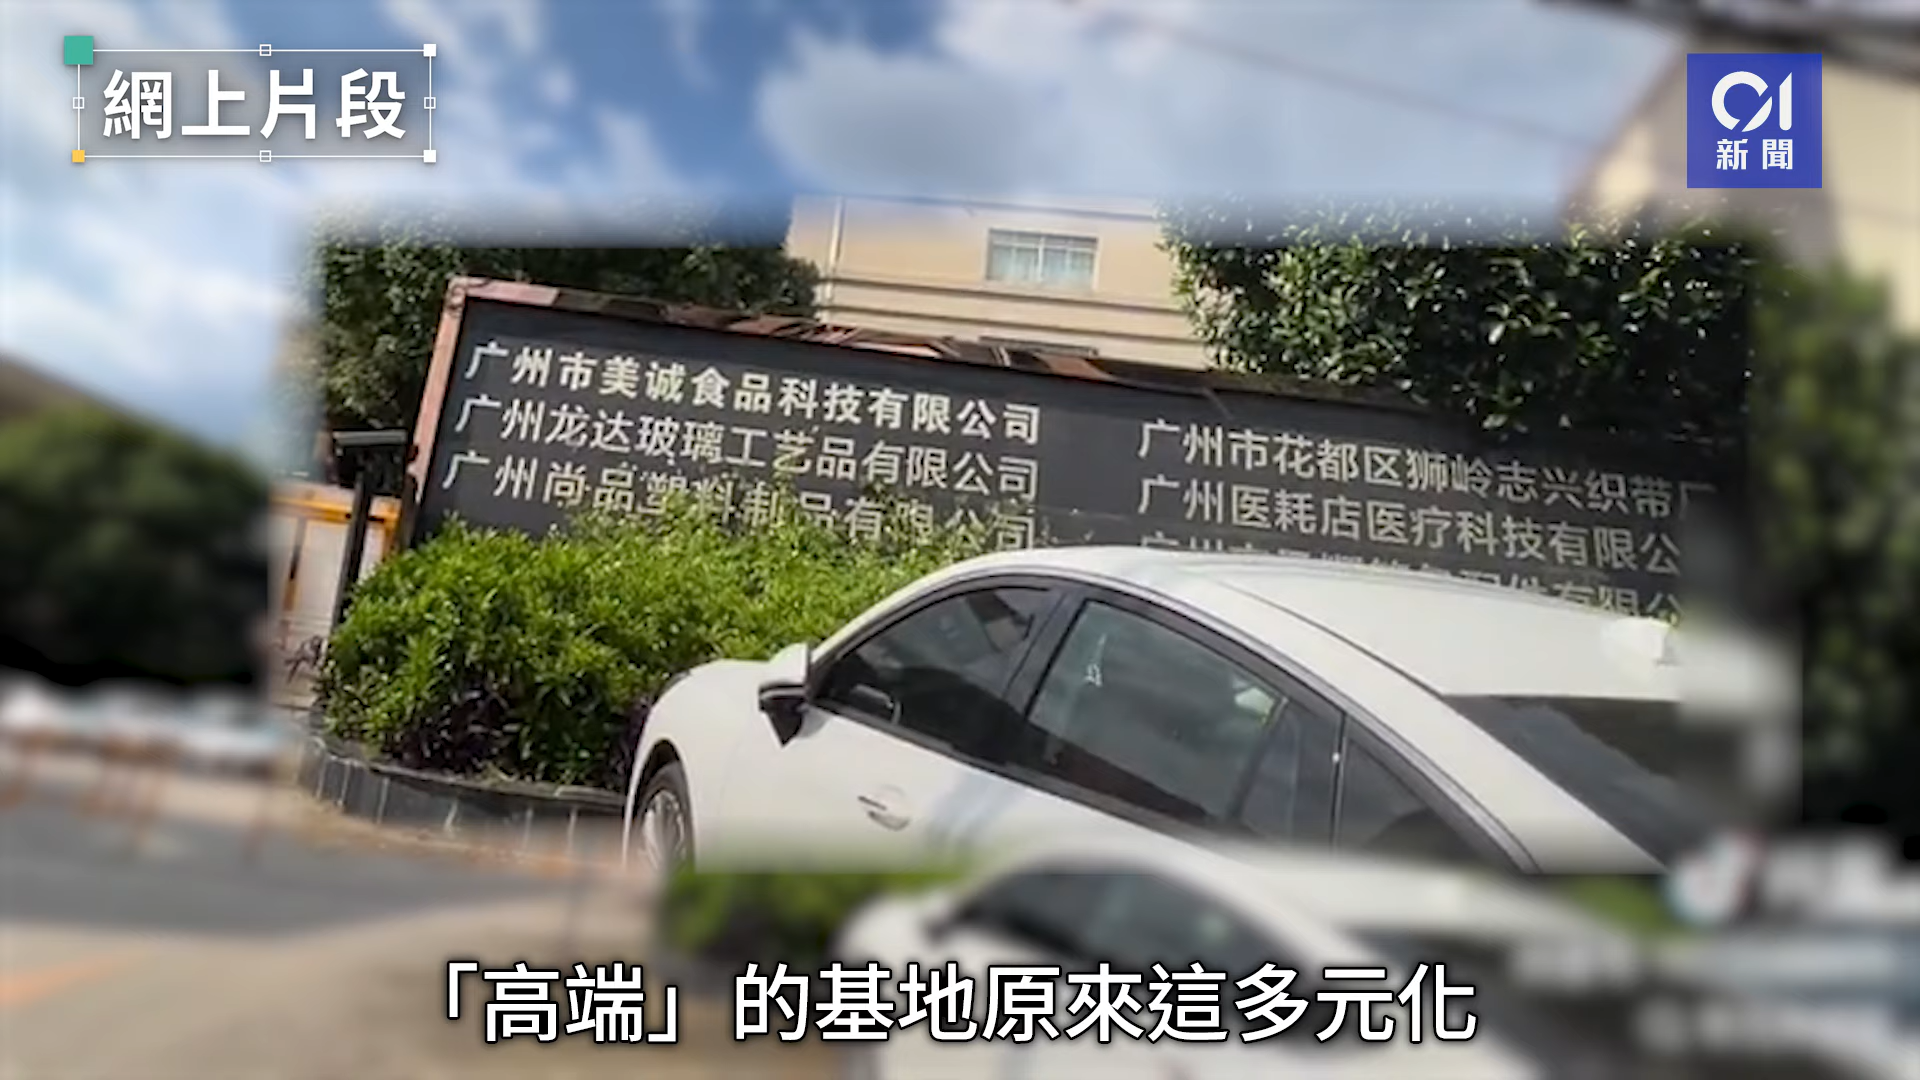 網上片段
01
新聞
广州市美诚食品科技有限公司
广州龙达玻璃工艺品有限公司
广州尚品塑料制品有限公司
广州市花都区狮岭志兴织带厂
广州医耗店医疗科技有限公
「高端」的基地原來這多元化